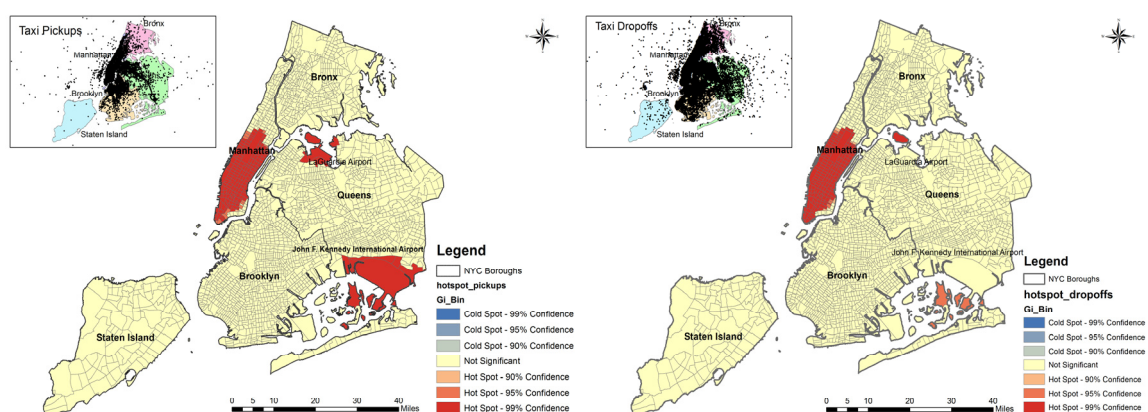 Taxi Pickups
Bronx
Manhattan
Brooklyn
Staten Island
Bronx
Manhattan
LaGuardia Airport
Queens
John F. Kennedy International Airport
Brooklyn
Staten Island
Legend
NYC Boroughs
hotspot_pickups
Gi_Bin
Cold Spot - 99% Confidence
Cold Spot - 95% Confidence
Cold Spot - 90% Confidence
Not Significant
Hot Spot - 90% Confidence
Hot Spot - 95% Confidence
Hot Spot - 99% Confidence
0 5 10 20 30 40
Miles
Taxi Dropoffs
Bronx
Manhattan
Brooklyn
Staten Island
Bronx
Manhattan
LaGuardia Airport
Queens
John F. Kennedy International Airport
Brooklyn
Staten Island
Legend
NYC Boroughs
hotspot_dropoffs
Gi_Bin
Cold Spot - 99% Confidence
Cold Spot - 95% Confidence
Cold Spot - 90% Confidence
Not Significant
Hot Spot - 90% Confidence
Hot Spot - 95% Confidence
Hot Spot - 99% Confidence
0 5 10 20 30 40
Miles